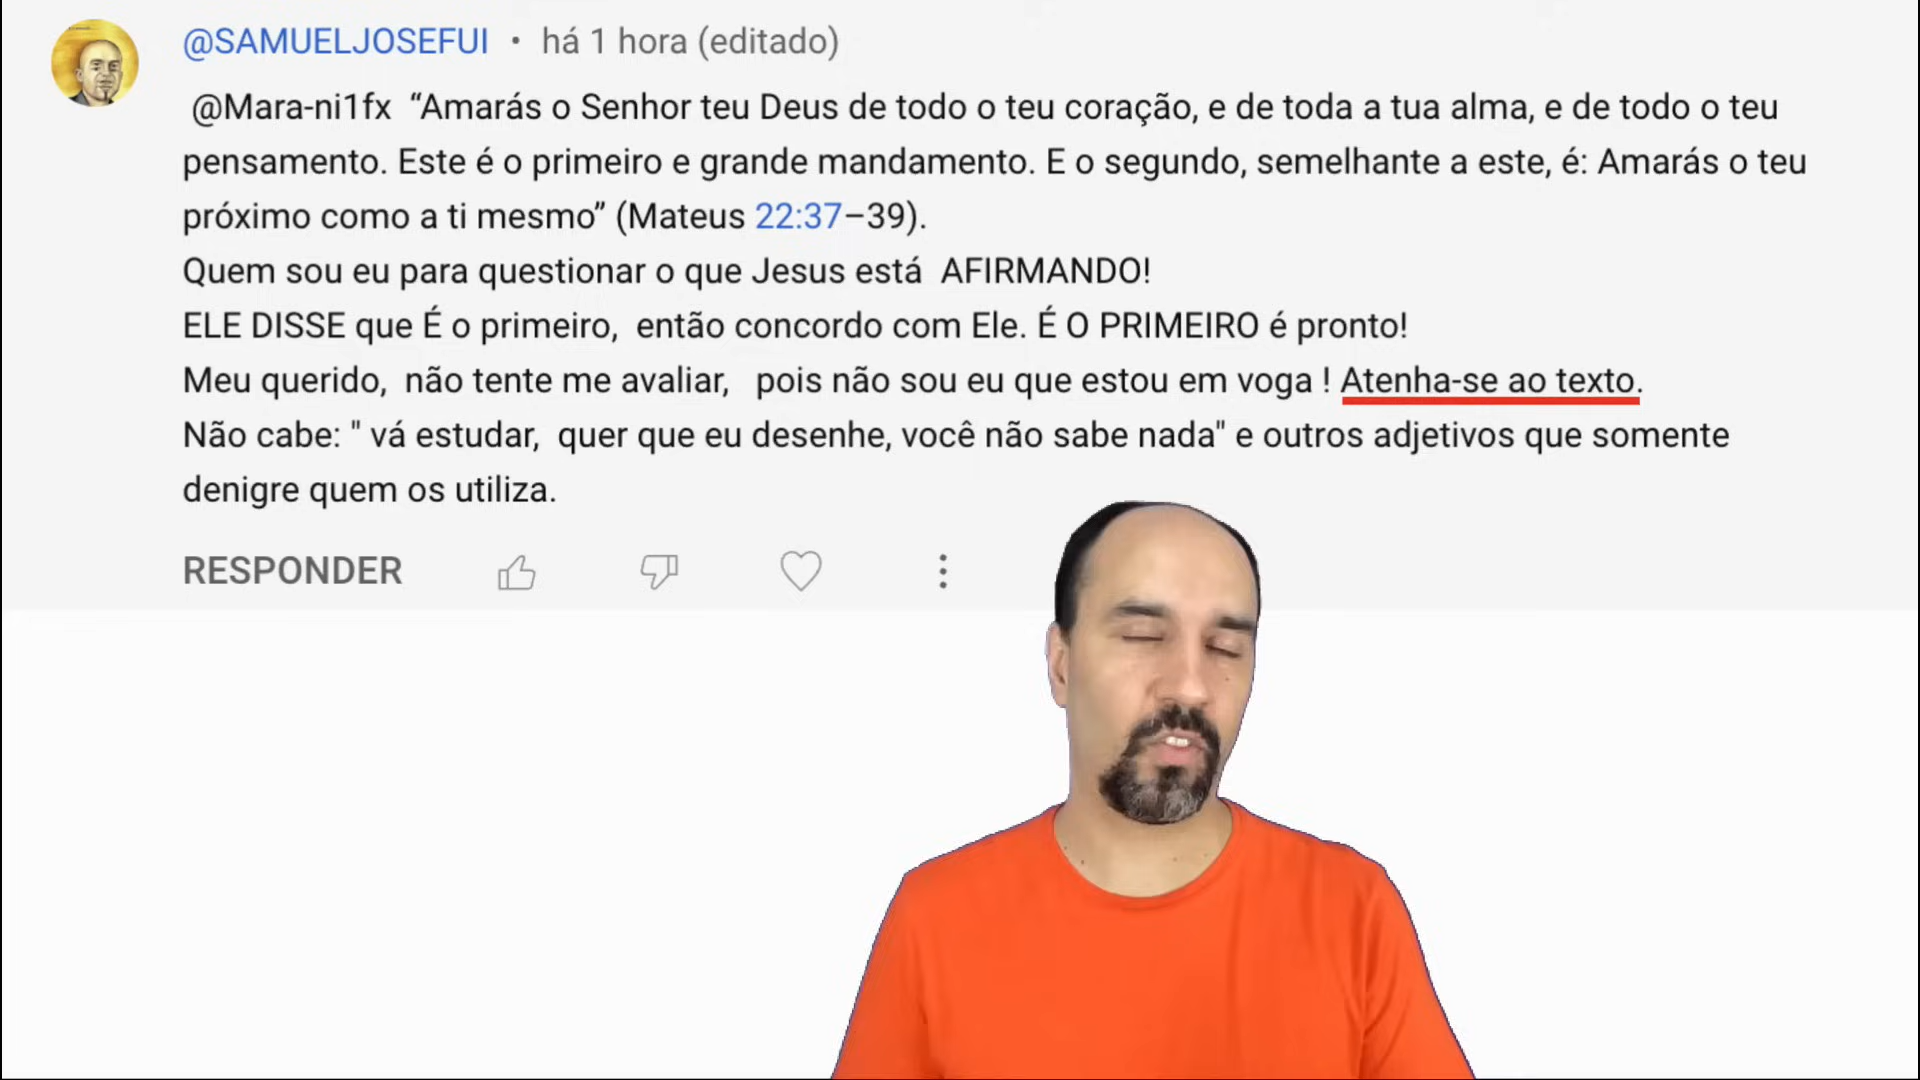 @SAMUELJOSEFUI • há 1 hora (editado)
@Mara-ni1fx “Amarás o Senhor teu Deus de todo o teu coração, e de toda a tua alma, e de todo o teu
pensamento. Este é o primeiro e grande mandamento. E o segundo, semelhante a este, é: Amarás o teu
próximo como a ti mesmo” (Mateus 22:37–39).
Quem sou eu para questionar o que Jesus está AFIRMANDO!
ELE DISSE que É o primeiro, então concordo com Ele. É O PRIMEIRO é pronto!
Meu querido, não tente me avaliar, pois não sou eu que estou em voga ! Atenha-se ao texto.
Não cabe: " vá estudar, quer que eu desenhe, você não sabe nada" e outros adjetivos que somente
denigre quem os utiliza.
RESPONDER